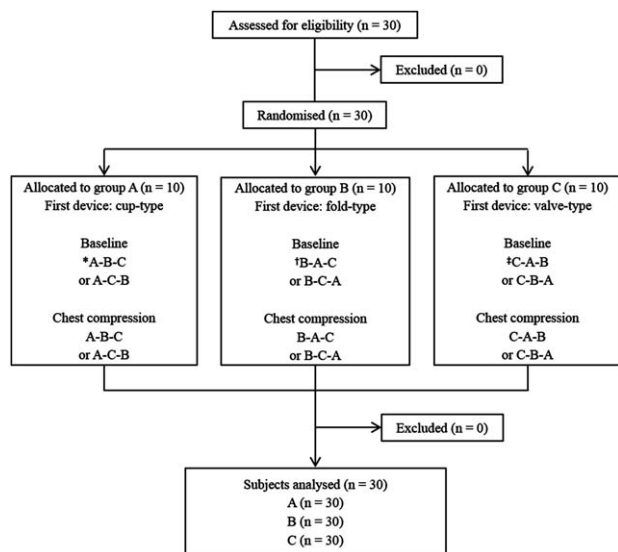 Assessed for eligibility (n = 30)
Excluded (n = 0)
Randomised (n = 30)
Allocated to group A (n = 10)
First device: cup-type
Baseline
*A-B-C
or A-C-B
Chest compression
A-B-C
or A-C-B
Allocated to group B (n = 10)
First device: fold-type
Baseline
†B-A-C
or B-C-A
Chest compression
B-A-C
or B-C-A
Allocated to group C (n = 10)
First device: valve-type
Baseline
‡C-A-B
or C-B-A
Chest compression
C-A-B
or C-B-A
Excluded (n = 0)
Subjects analysed (n = 30)
A (n = 30)
B (n = 30)
C (n = 30)